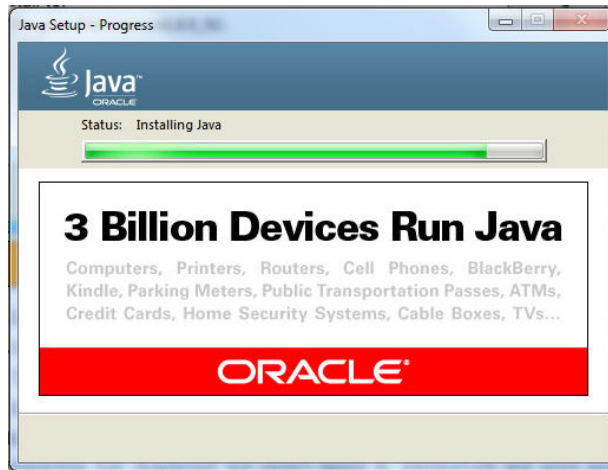 Java Setup - Progress
Java™
ORACLE
Status: Installing Java
3 Billion Devices Run Java
Computers, Printers, Routers, Cell Phones, BlackBerry,
Kindle, Parking Meters, Public Transportation Passes, ATMs,
Credit Cards, Home Security Systems, Cable Boxes, TVs...
ORACLE®